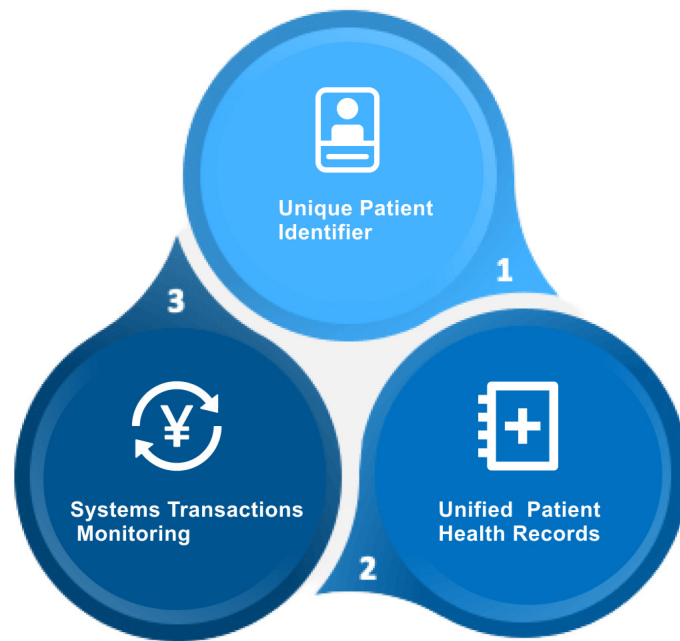 Unique Patient
Identifier
1
Unified Patient
Health Records
2
3
¥
Systems Transactions
Monitoring